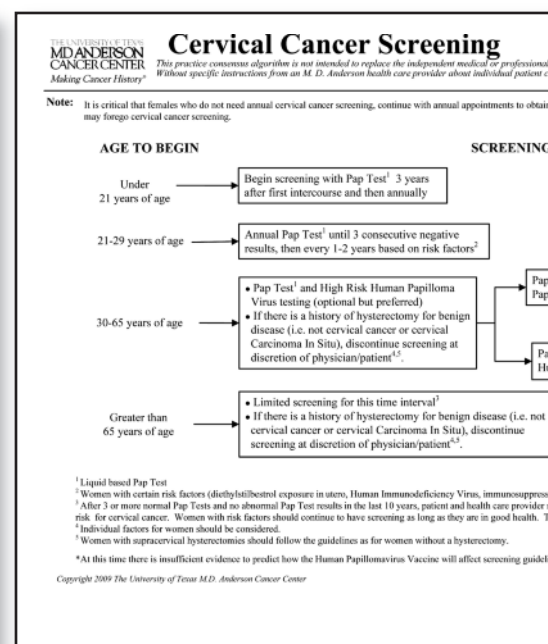 THE UNIVERSITY OF TEXAS
MD ANDERSON
CANCER CENTER
Making Cancer History®
Cervical Cancer Screening
This practice consensus algorithm is not intended to replace the independent medical or professional
Without specific instructions from an M. D. Anderson health care provider about individual patient
Note: It is critical that females who do not need annual cervical cancer screening, continue with annual appointments to obtain
may forego cervical cancer screening.
AGE TO BEGIN
SCREENING
Under
21 years of age
Begin screening with Pap Test¹ 3 years
after first intercourse and then annually
21-29 years of age
Annual Pap Test¹ until 3 consecutive negative
results, then every 1-2 years based on risk factors²
30-65 years of age
• Pap Test¹ and High Risk Human Papilloma
Virus testing (optional but preferred)
• If there is a history of hysterectomy for benign
disease (i.e. not cervical cancer or cervical
Carcinoma In Situ), discontinue screening at
discretion of physician/patient⁴,⁵.
Pap
Pap
Pa
Hu
Greater than
65 years of age
• Limited screening for this time interval³
• If there is a history of hysterectomy for benign disease (i.e. not
cervical cancer or cervical Carcinoma In Situ), discontinue
screening at discretion of physician/patient⁴,⁵.
¹ Liquid based Pap Test
² Women with certain risk factors (diethylstilbestrol exposure in utero, Human Immunodeficiency Virus, immunosuppress
³ After 3 or more normal Pap Tests and no abnormal Pap Test results in the last 10 years, patient and health care provider
risk for cervical cancer. Women with risk factors should continue to have screening as long as they are in good health. T
⁴ Individual factors for women should be considered.
⁵ Women with supracervical hysterectomies should follow the guidelines as for women without a hysterectomy.
*At this time there is insufficient evidence to predict how the Human Papillomavirus Vaccine will affect screening guidel
Copyright 2009 The University of Texas M.D. Anderson Cancer Center